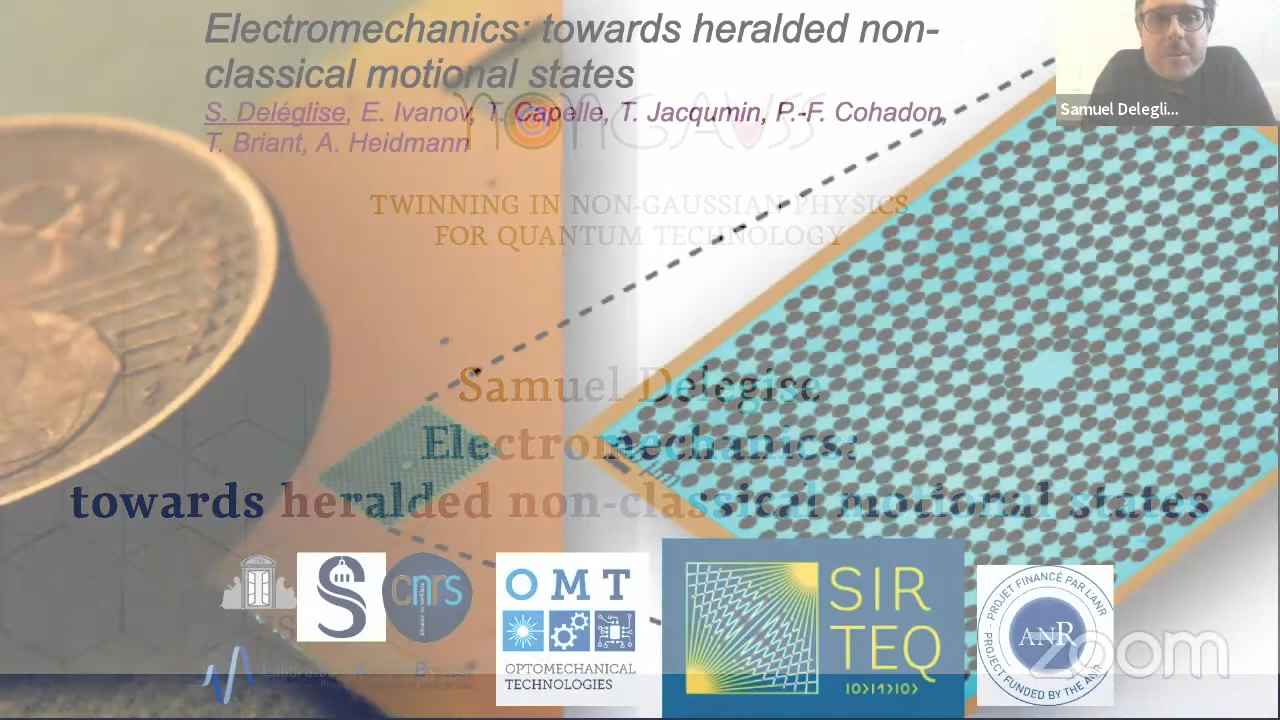 Electromechanics: towards heralded non-
classical motional states
S. Deléglise, E. Ivanov, T. Capelle, T. Jacqumin, P.-F. Cohadon,
T. Briant, A. Heidmann
Samuel Delegli...
NONGAUSS
TWINNING IN NON-GAUSSIAN PHYSICS
FOR QUANTUM TECHNOLOGY
Samuel Delegise
Electromechanics:
towards heralded non-classical motional states
S
cnrs
OMT
OPTOMECHANICAL
TECHNOLOGIES
SIR
TEQ
|0⟩|1⟩|0⟩
PROJET FINANCÉ PAR L'ANR
ANR
PROJECT FUNDED BY THE ANR
zoom